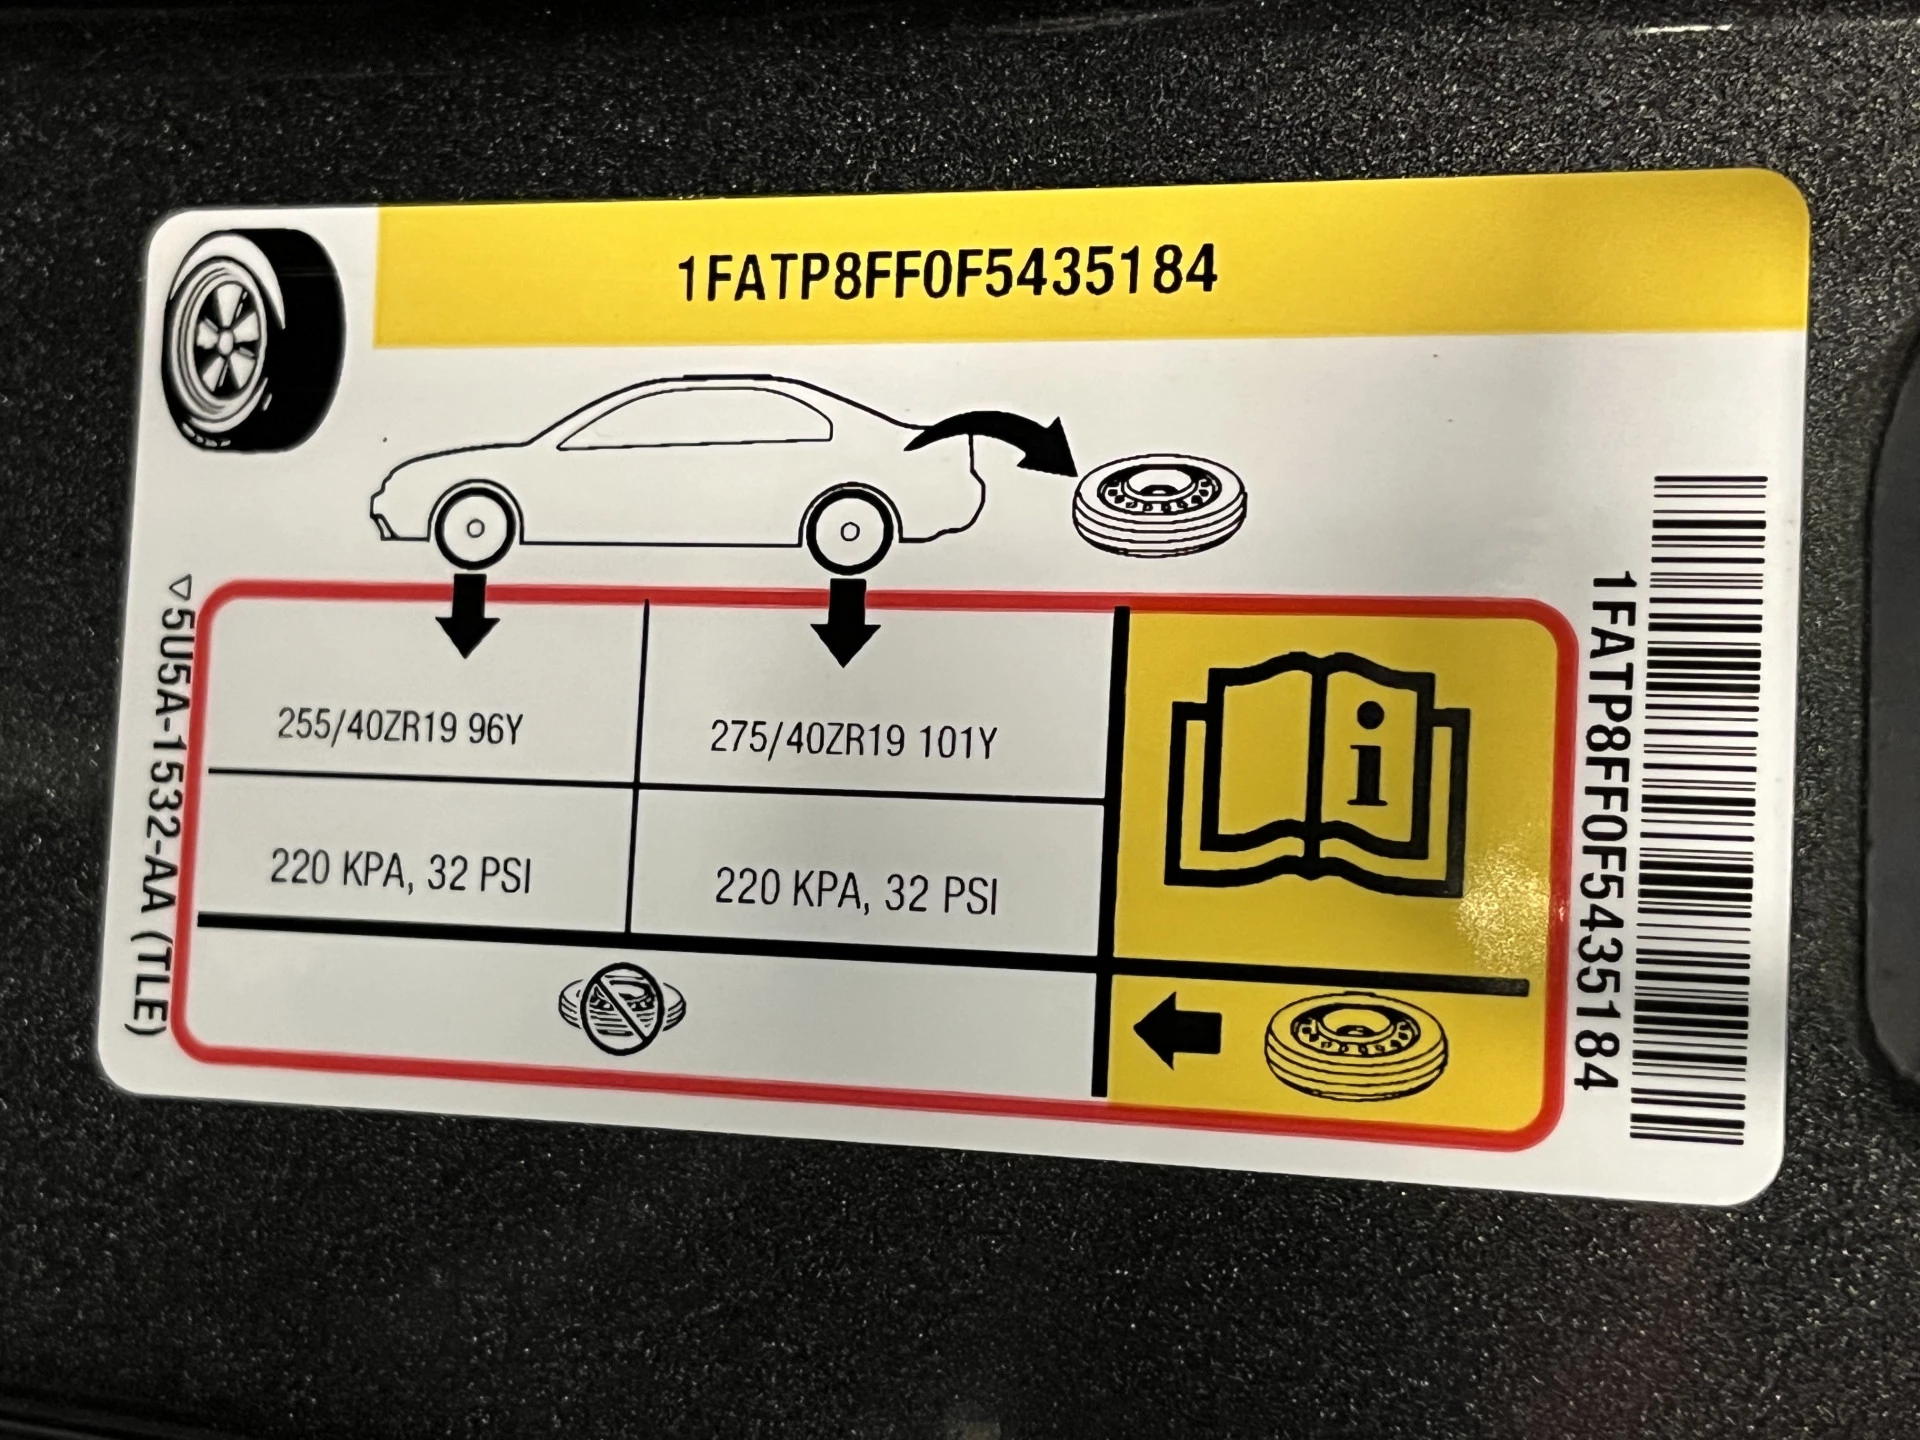 1FATP8FF0F5435184
255/40ZR19 96Y
275/40ZR19 101Y
220 KPA, 32 PSI
220 KPA, 32 PSI
i
▽5U5A-1532-AA (TLE)
1FATP8FF0F5435184